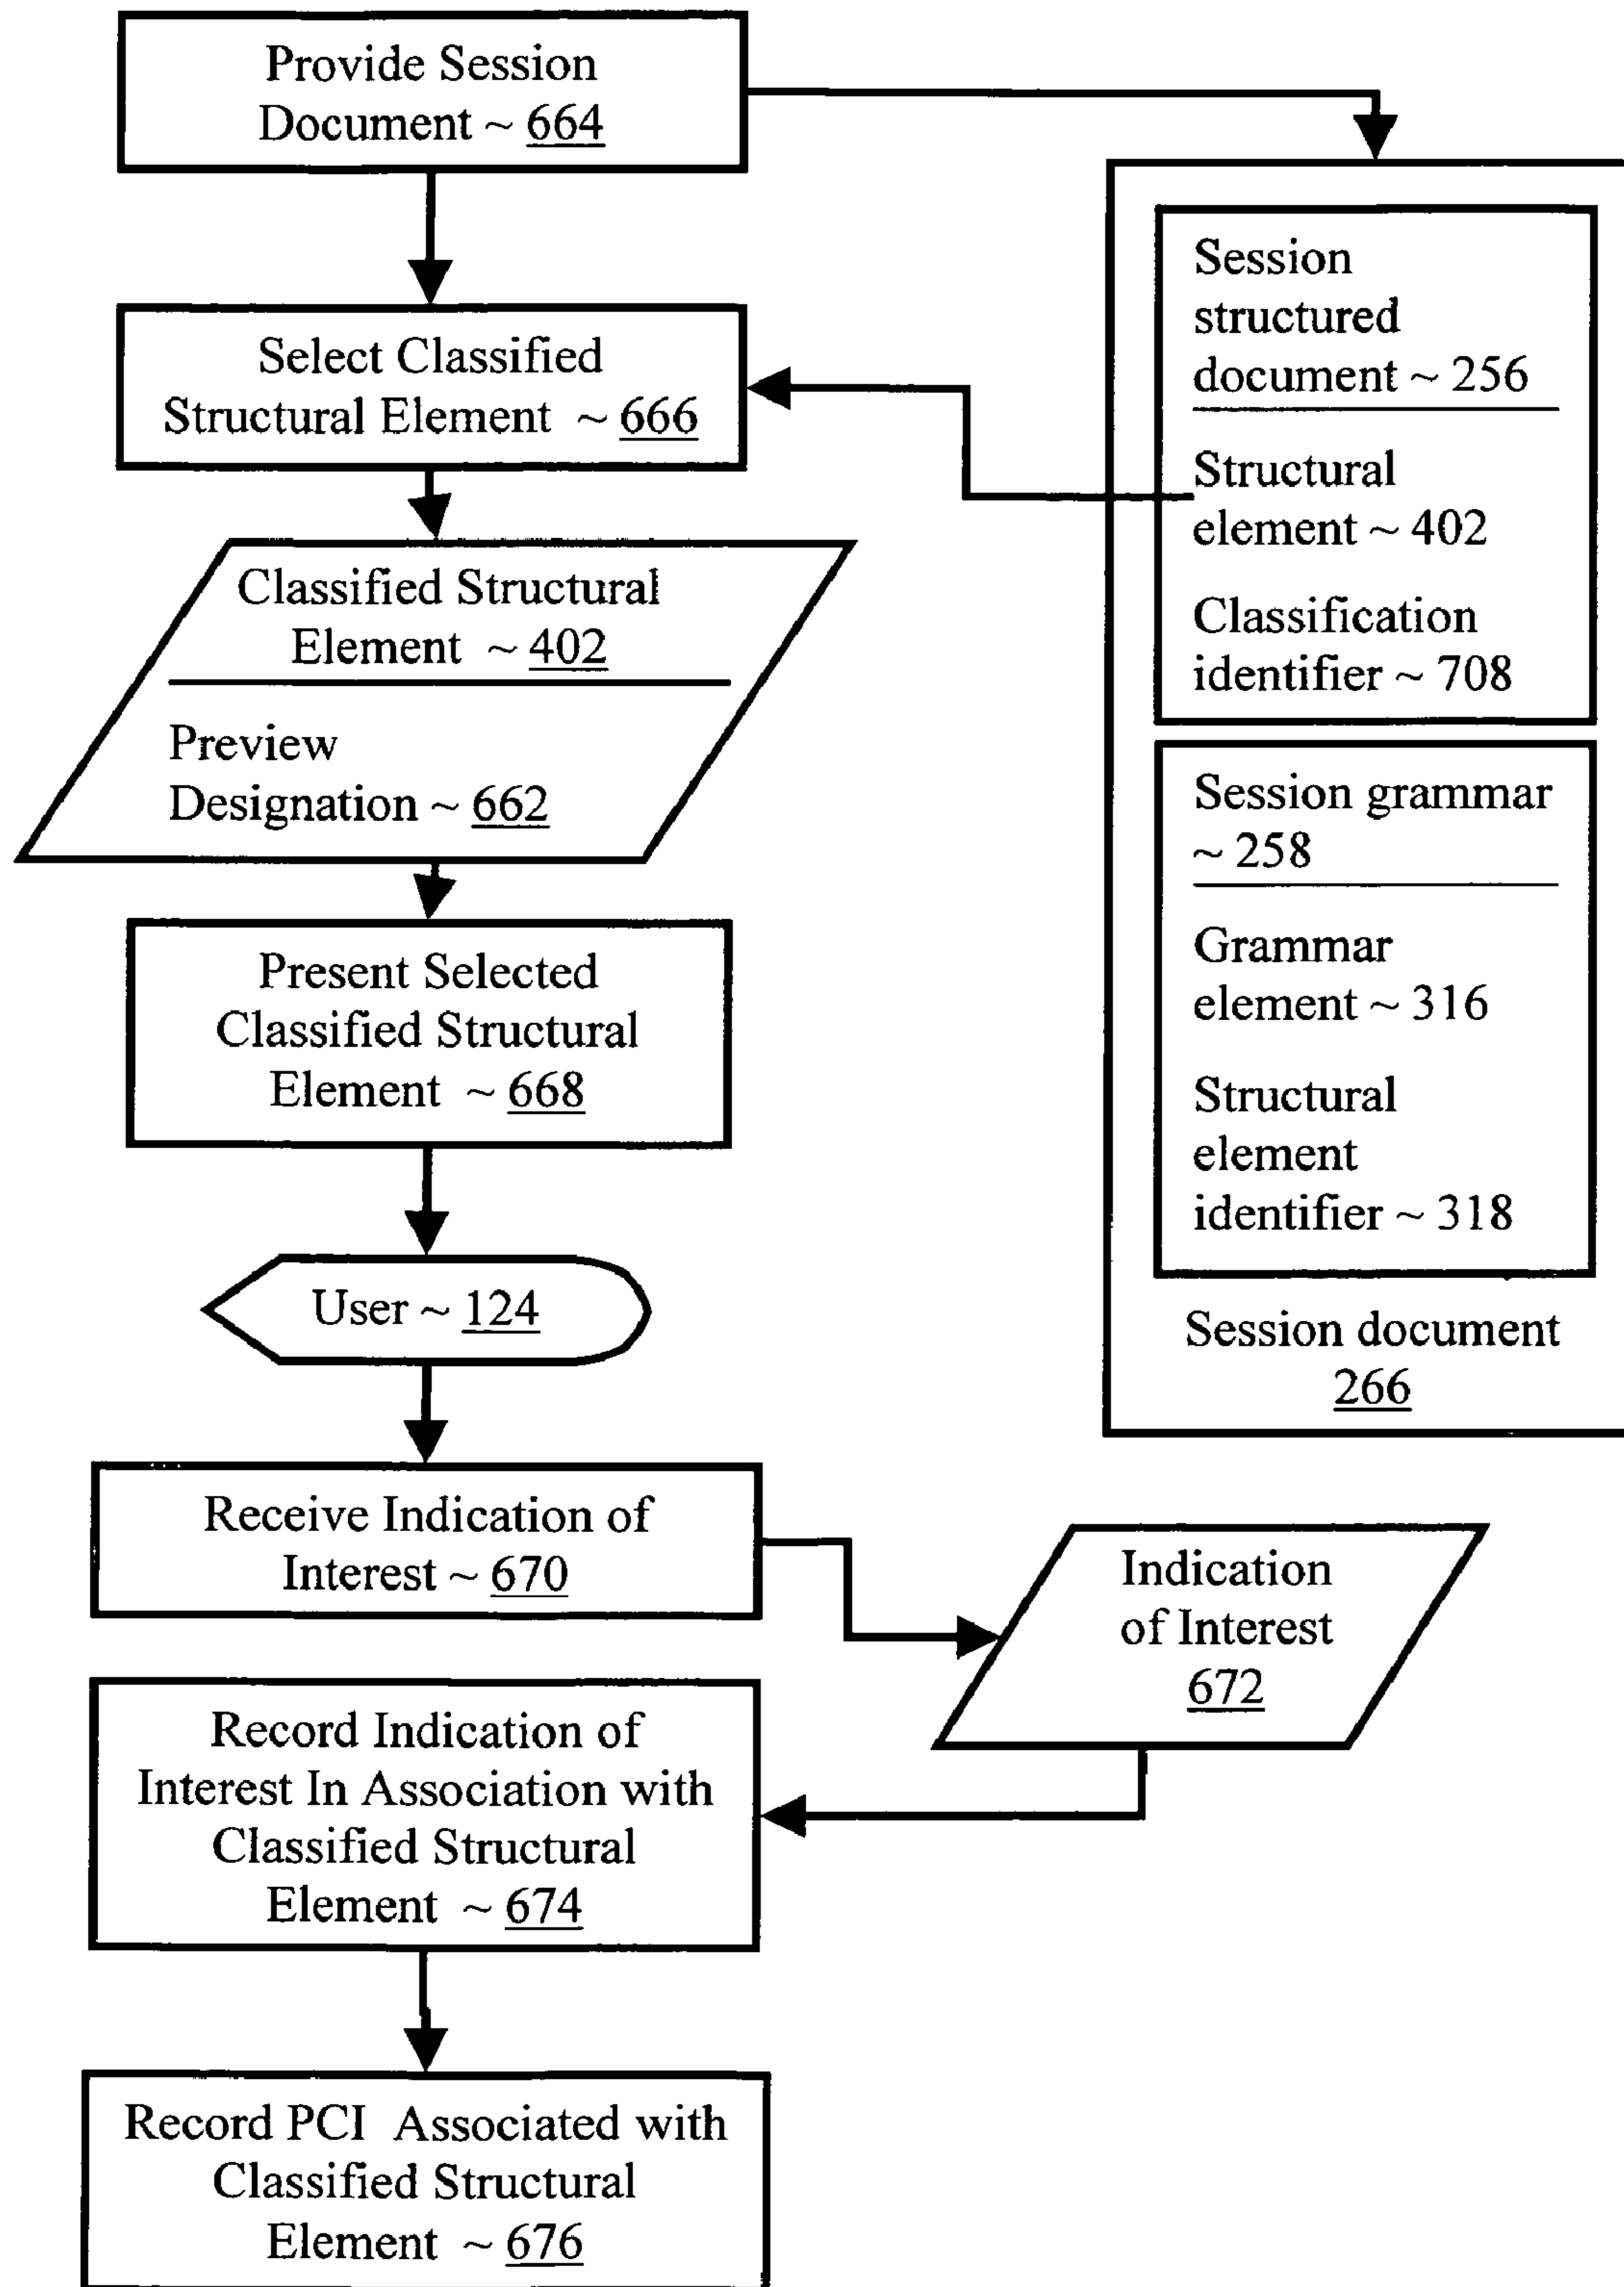 Provide Session
Document ~ 664
Select Classified
Structural Element ~ 666
Classified Structural
Element ~ 402
Preview
Designation ~ 662
Present Selected
Classified Structural
Element ~ 668
User ~ 124
Receive Indication of
Interest ~ 670
Record Indication of
Interest In Association with
Classified Structural
Element ~ 674
Record PCI Associated with
Classified Structural
Element ~ 676
Session
structured
document ~ 256
Structural
element ~ 402
Classification
identifier ~ 708
Session grammar
~ 258
Grammar
element ~ 316
Structural
element
identifier ~ 318
Session document
266
Indication
of Interest
672